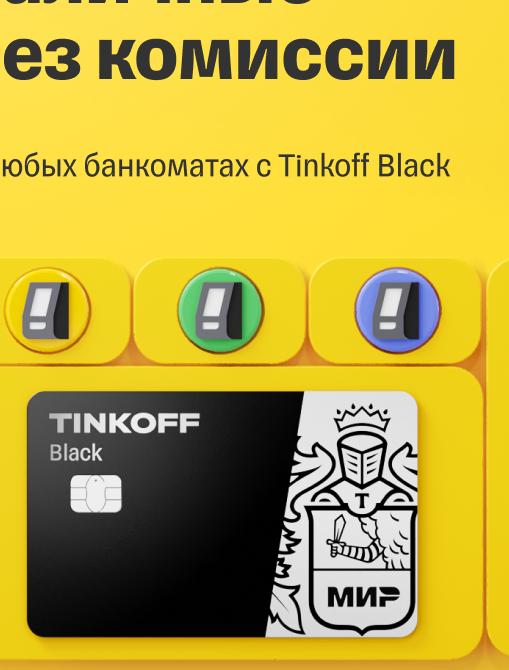 ез комиссии
юбых банкоматах с Tinkoff Black
TINKOFF
Black
T
МИР